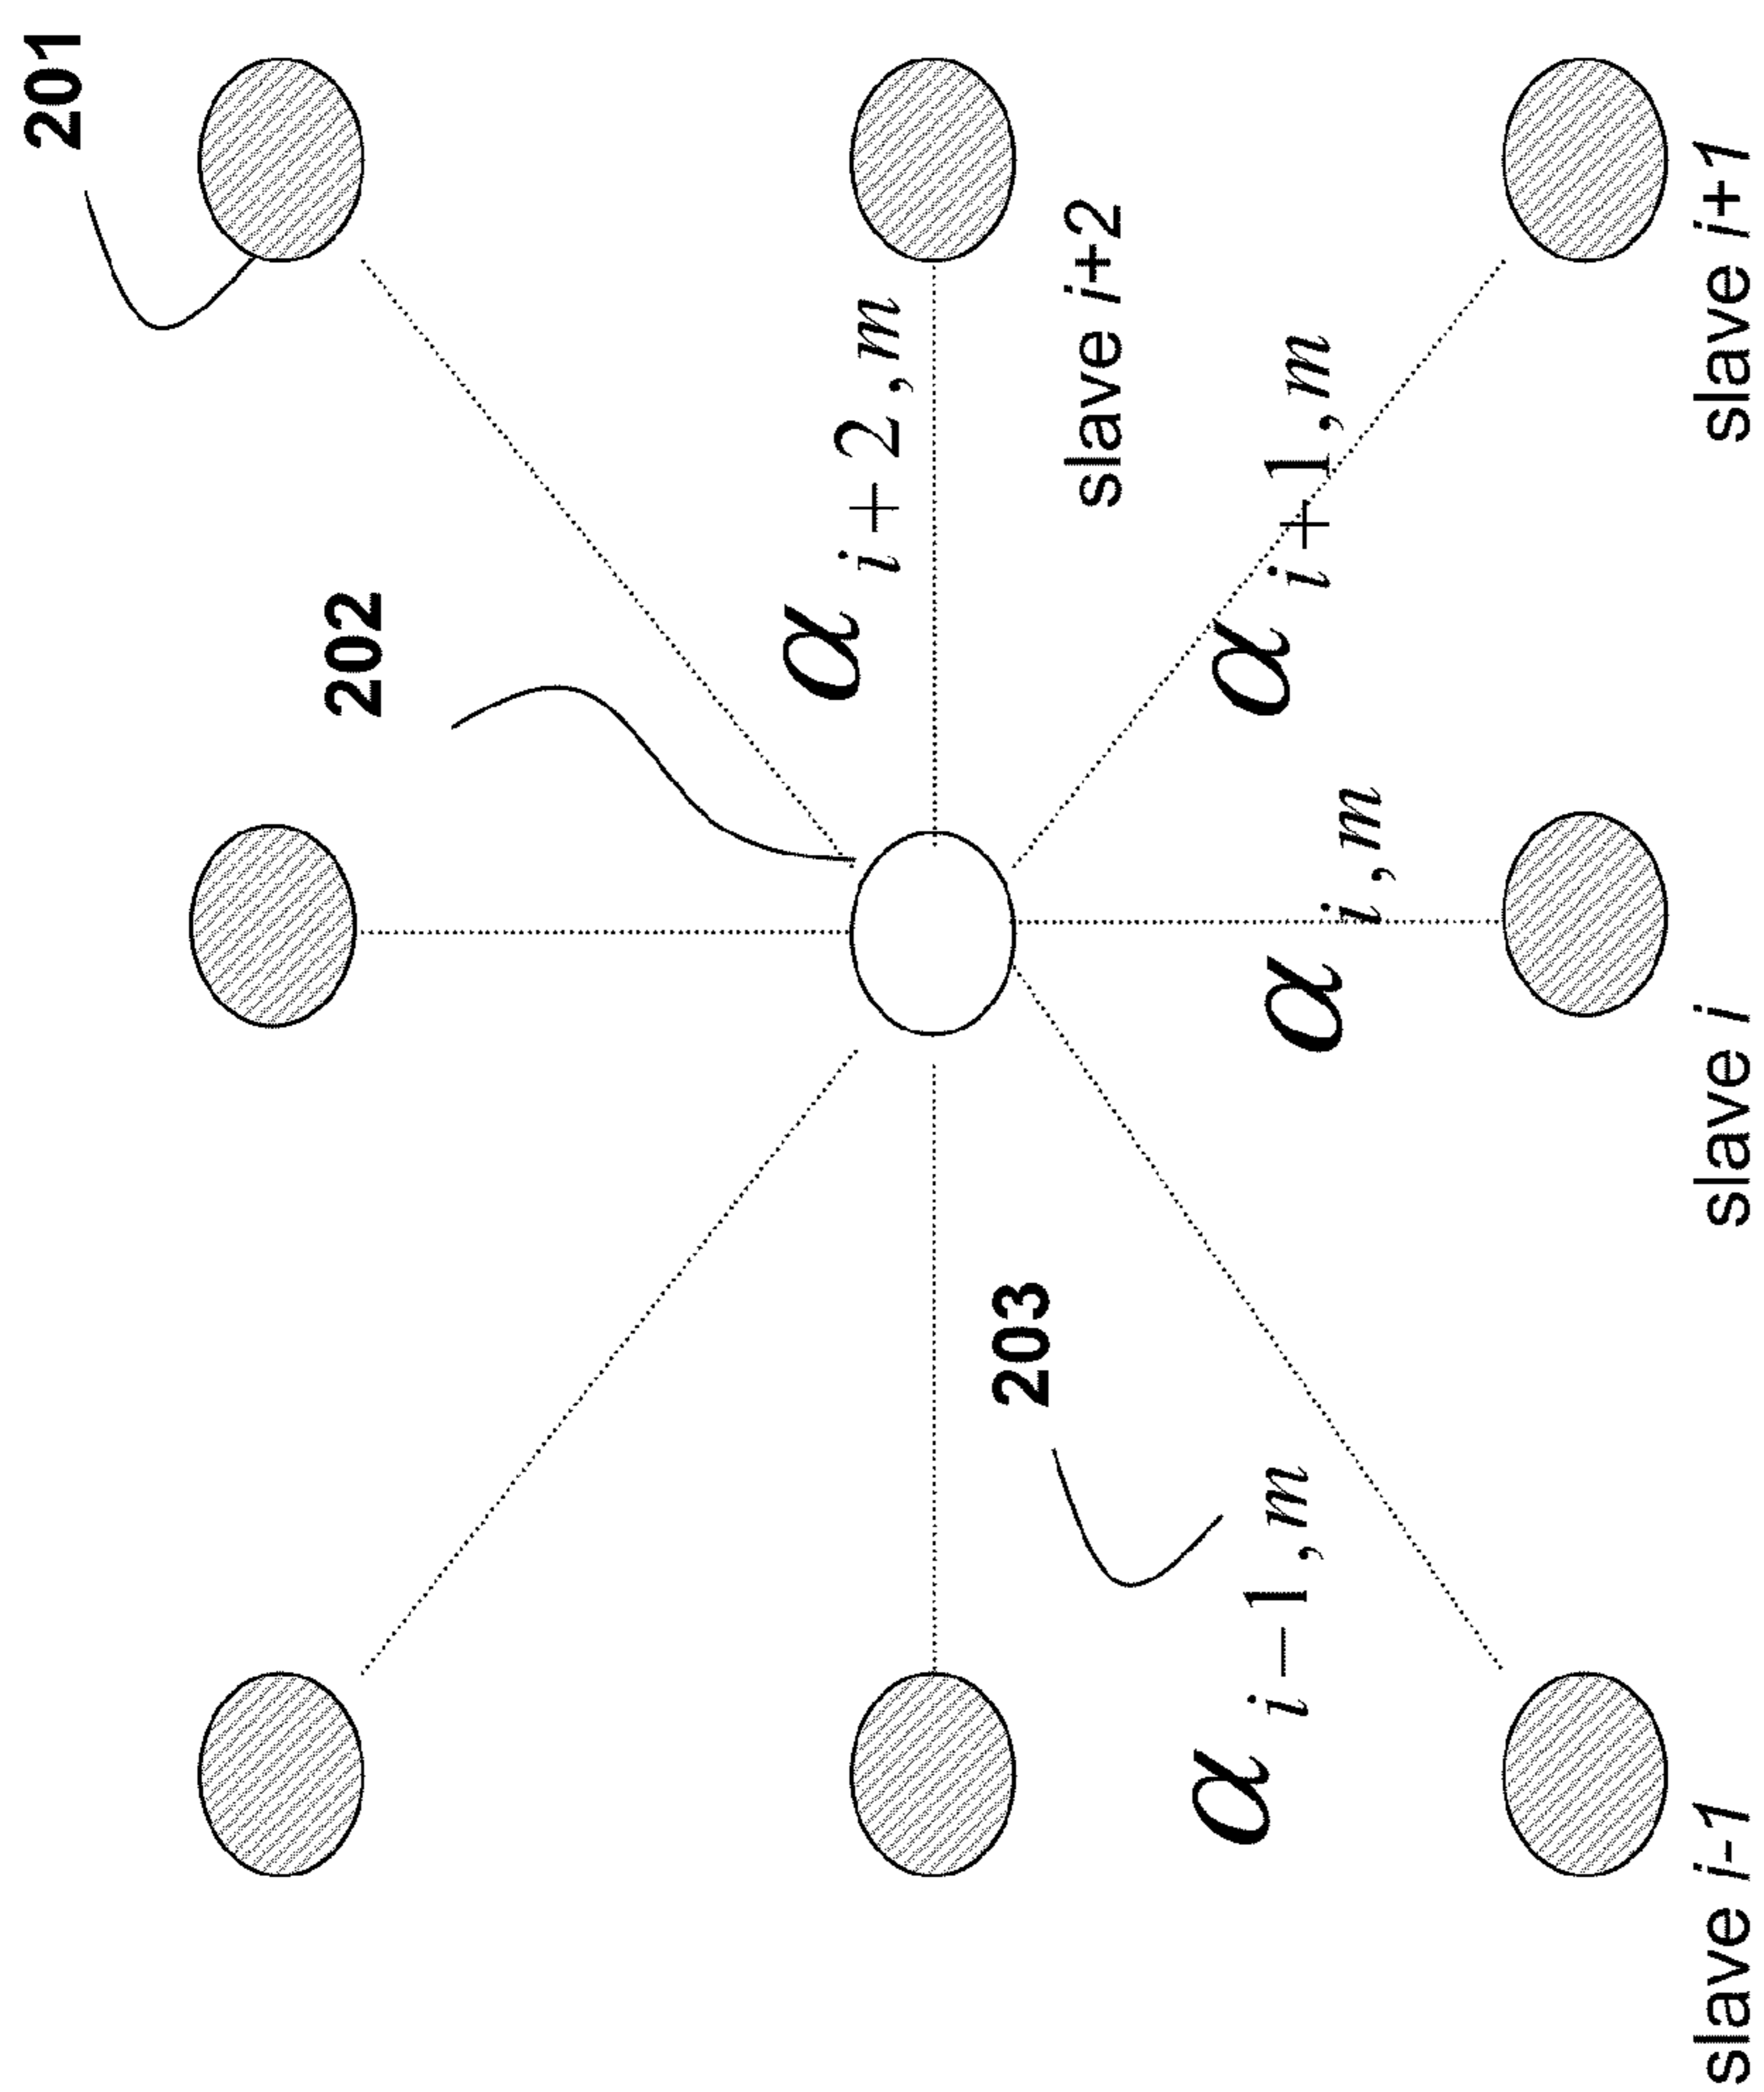 201
202
α i+2,m
203
slave i+2
α i−1,m
α i,m
α i+1,m
slave i-1
slave i
slave i+1